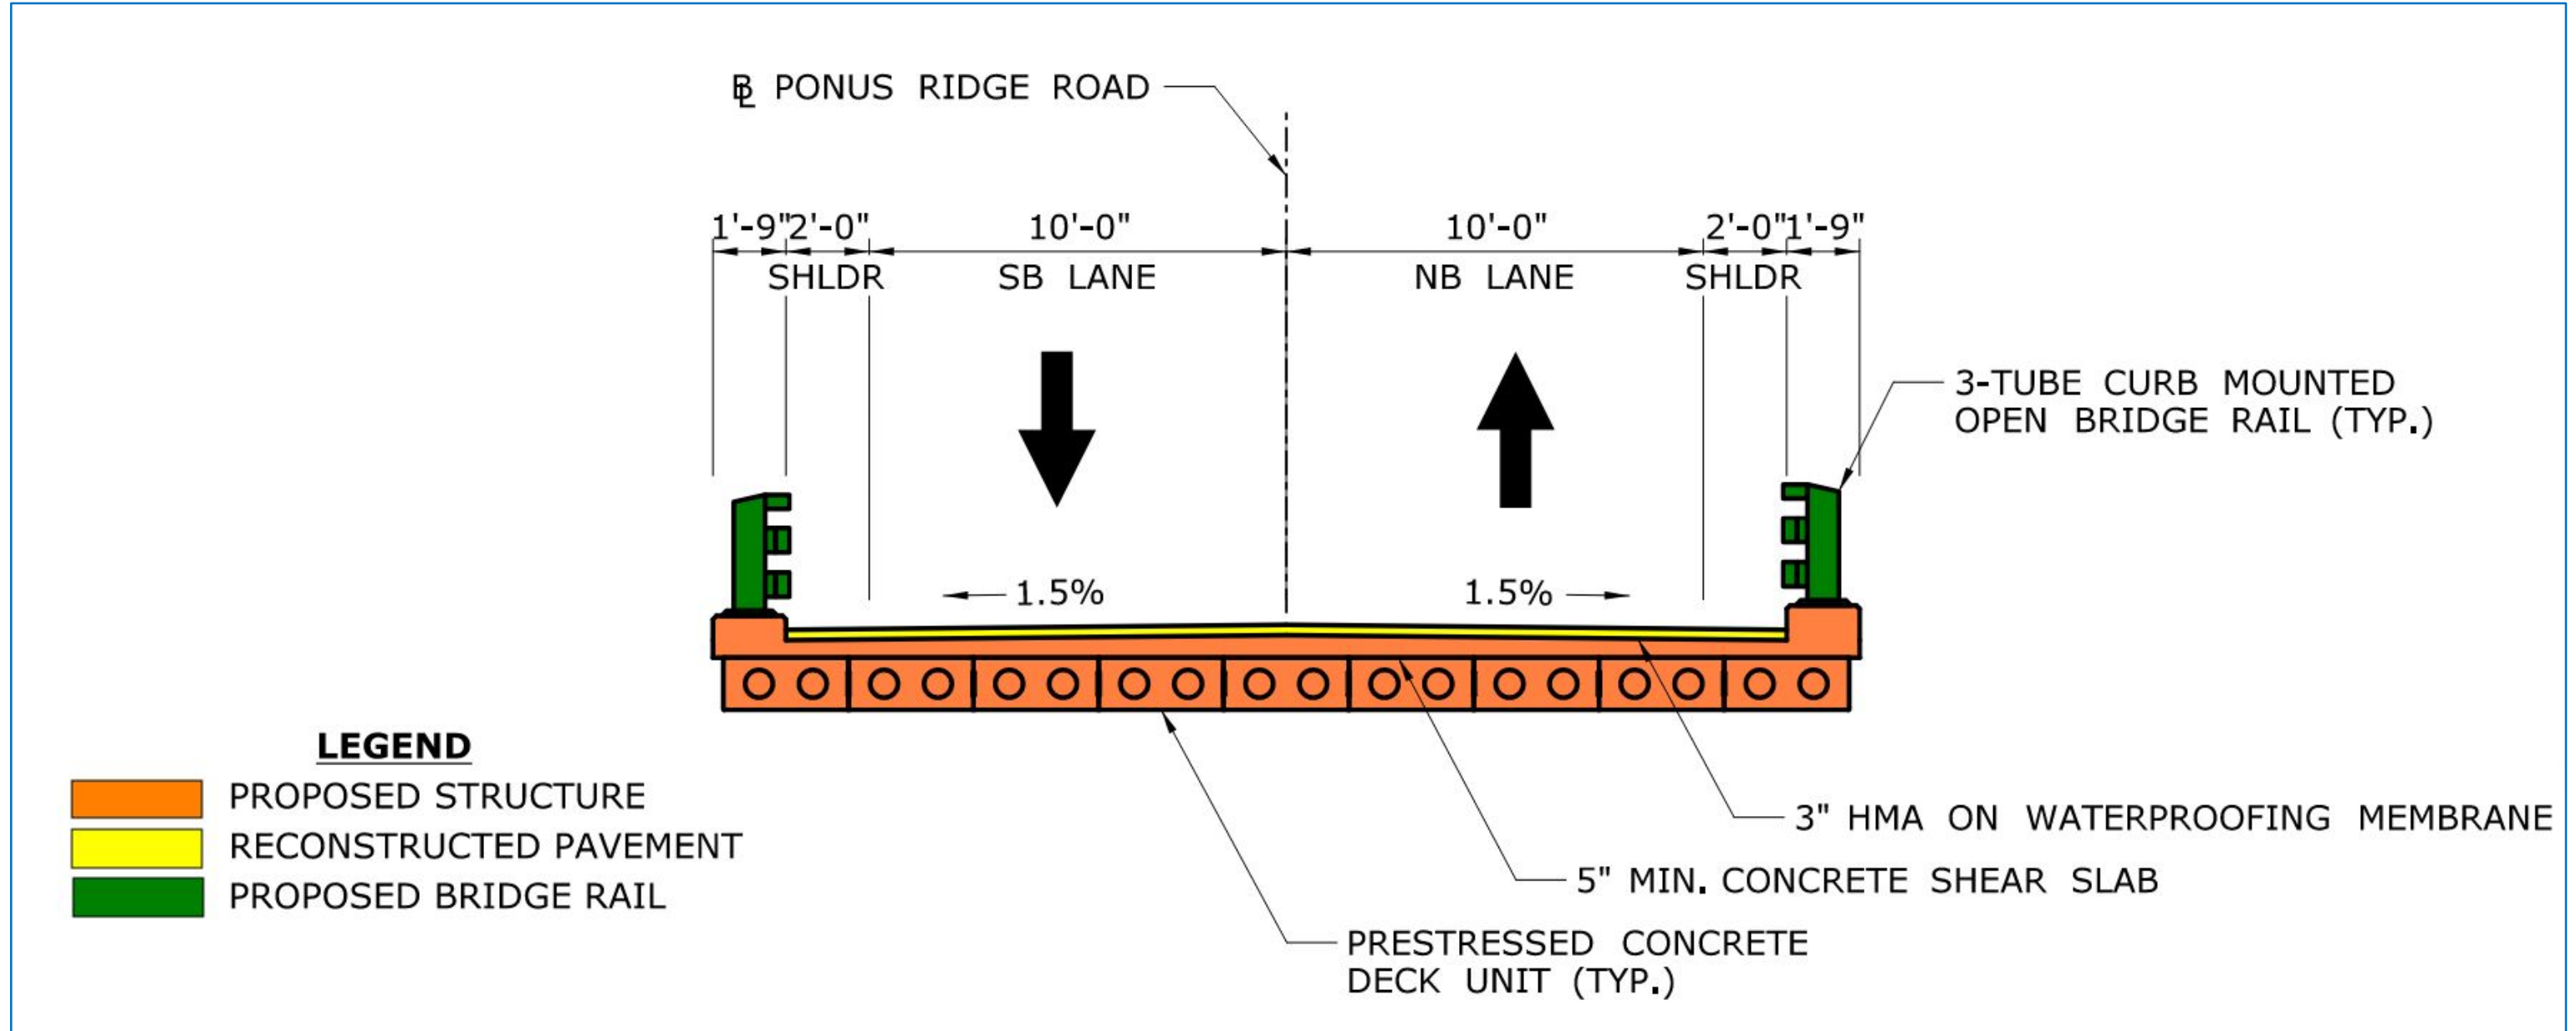 BL PONUS RIDGE ROAD
1'-9" 2'-0" 10'-0" 10'-0" 2'-0" 1'-9"
SHLDR SB LANE NB LANE SHLDR
3-TUBE CURB MOUNTED
OPEN BRIDGE RAIL (TYP.)
1.5% 1.5%
LEGEND
PROPOSED STRUCTURE
RECONSTRUCTED PAVEMENT
PROPOSED BRIDGE RAIL
3" HMA ON WATERPROOFING MEMBRANE
5" MIN. CONCRETE SHEAR SLAB
PRESTRESSED CONCRETE
DECK UNIT (TYP.)